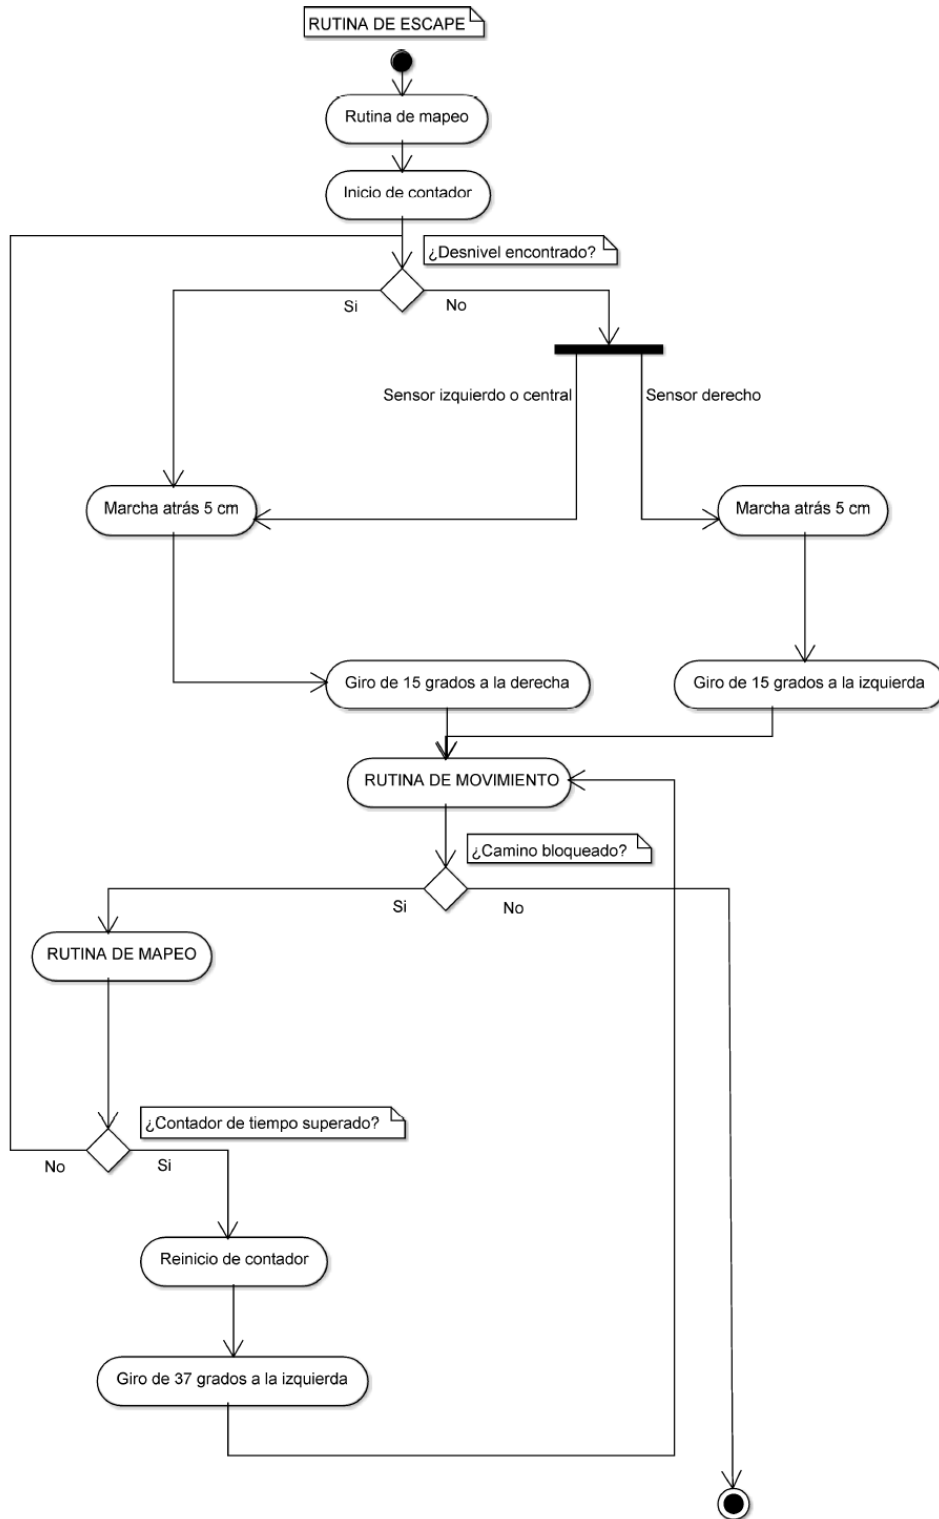 RUTINA DE ESCAPE
Rutina de mapeo
Inicio de contador
¿Desnivel encontrado?
Si
No
Sensor izquierdo o central
Sensor derecho
Marcha atrás 5 cm
Marcha atrás 5 cm
Giro de 15 grados a la derecha
Giro de 15 grados a la izquierda
RUTINA DE MOVIMIENTO
¿Camino bloqueado?
Si
No
RUTINA DE MAPEO
¿Contador de tiempo superado?
No
Si
Reinicio de contador
Giro de 37 grados a la izquierda